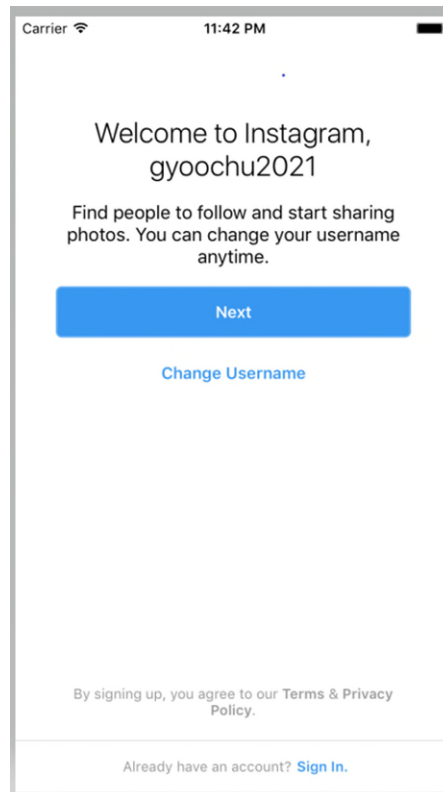 Carrier
11:42 PM
Welcome to Instagram,
gyoochu2021
Find people to follow and start sharing
photos. You can change your username
anytime.
Next
Change Username
By signing up, you agree to our Terms & Privacy
Policy.
Already have an account? Sign In.